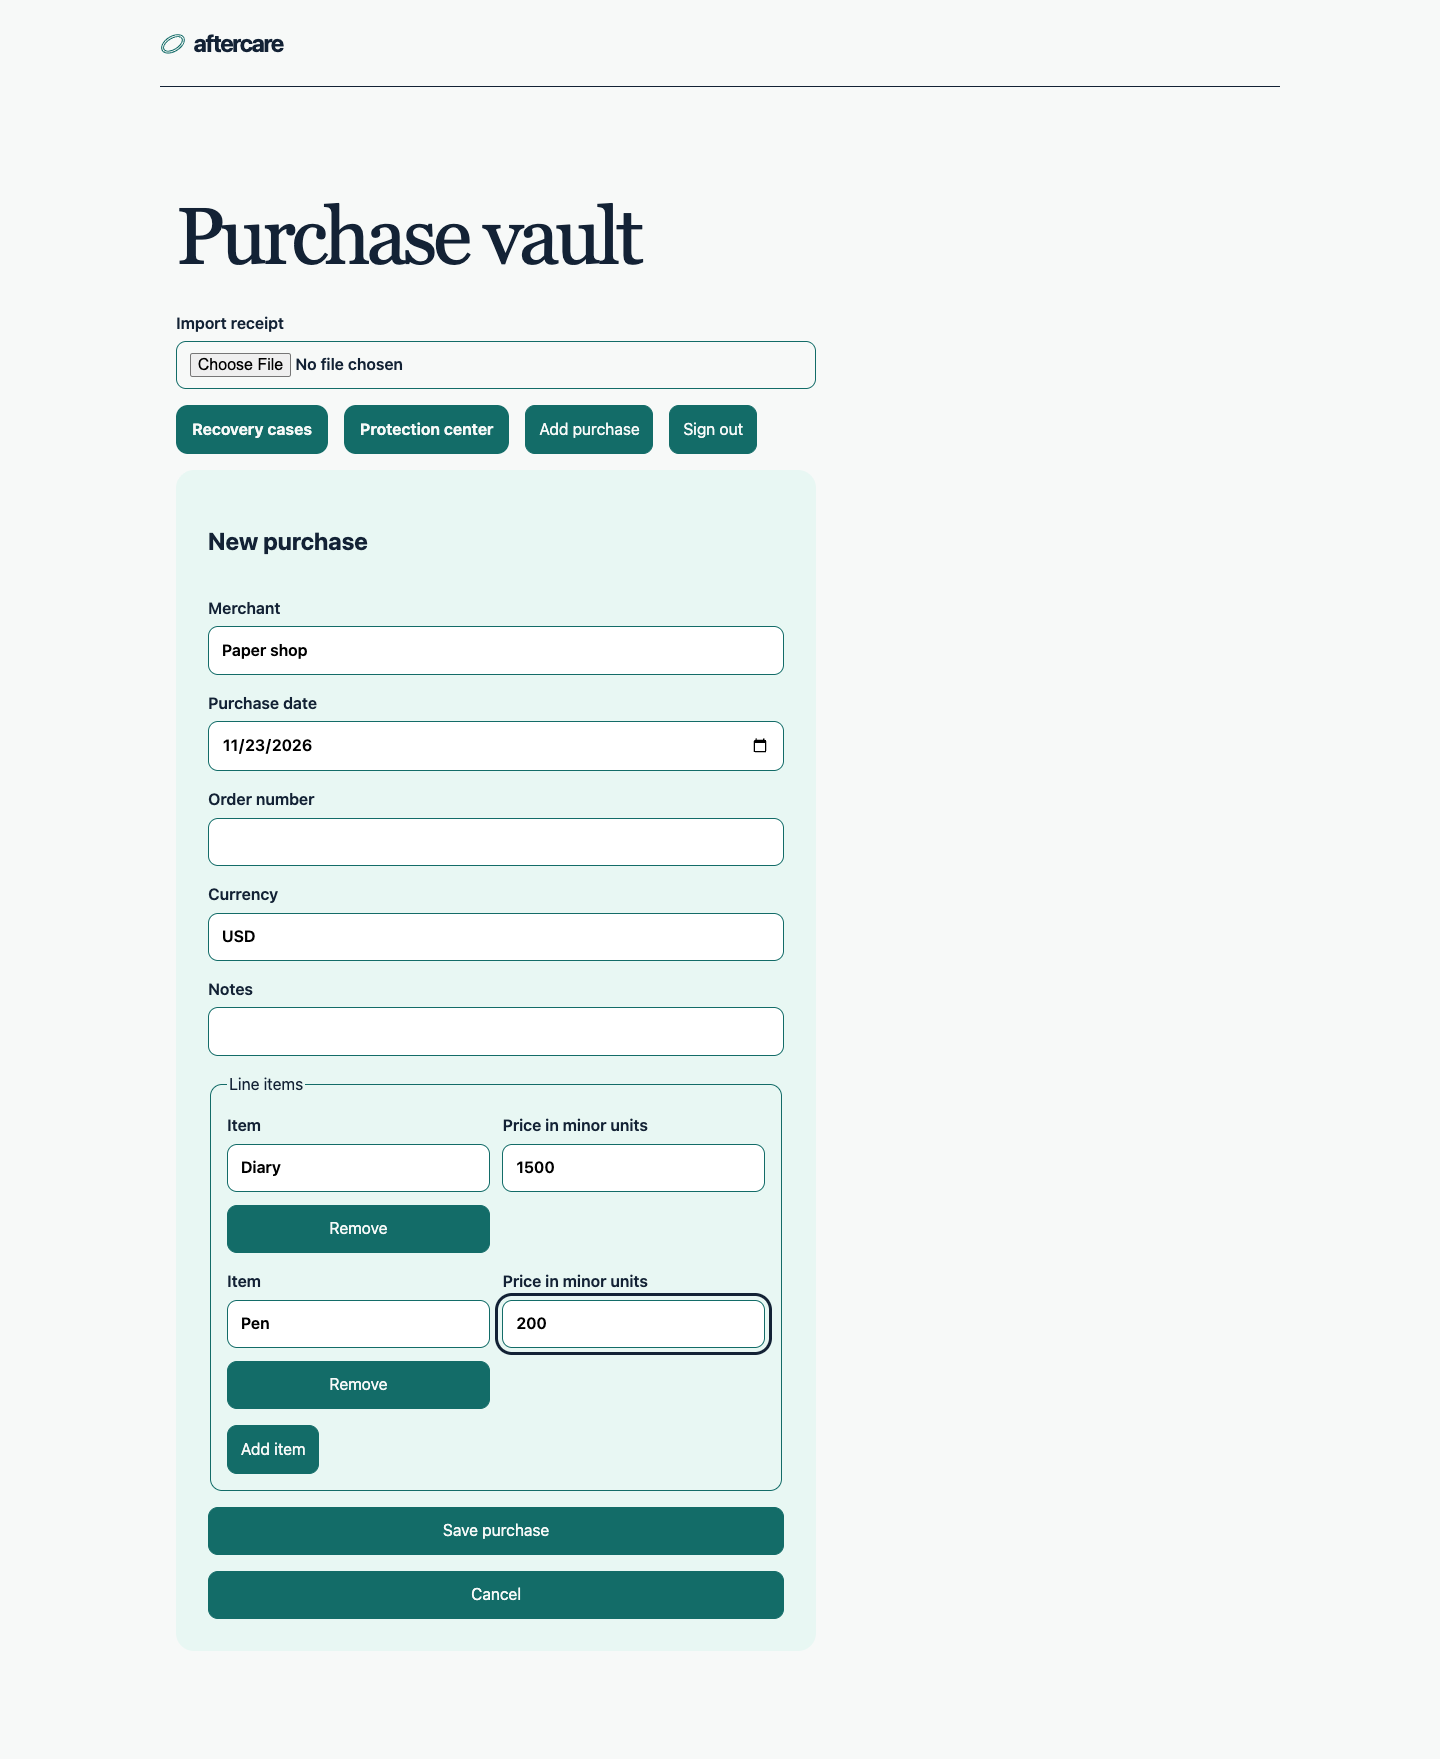 aftercare
Purchase vault
Import receipt
Choose File No file chosen
Recovery cases Protection center Add purchase Sign out
New purchase
Merchant
Paper shop
Purchase date
11/23/2026
Order number
Currency
USD
Notes
Line items
Item Price in minor units
Diary 1500
Remove
Item Price in minor units
Pen 200
Remove
Add item
Save purchase
Cancel